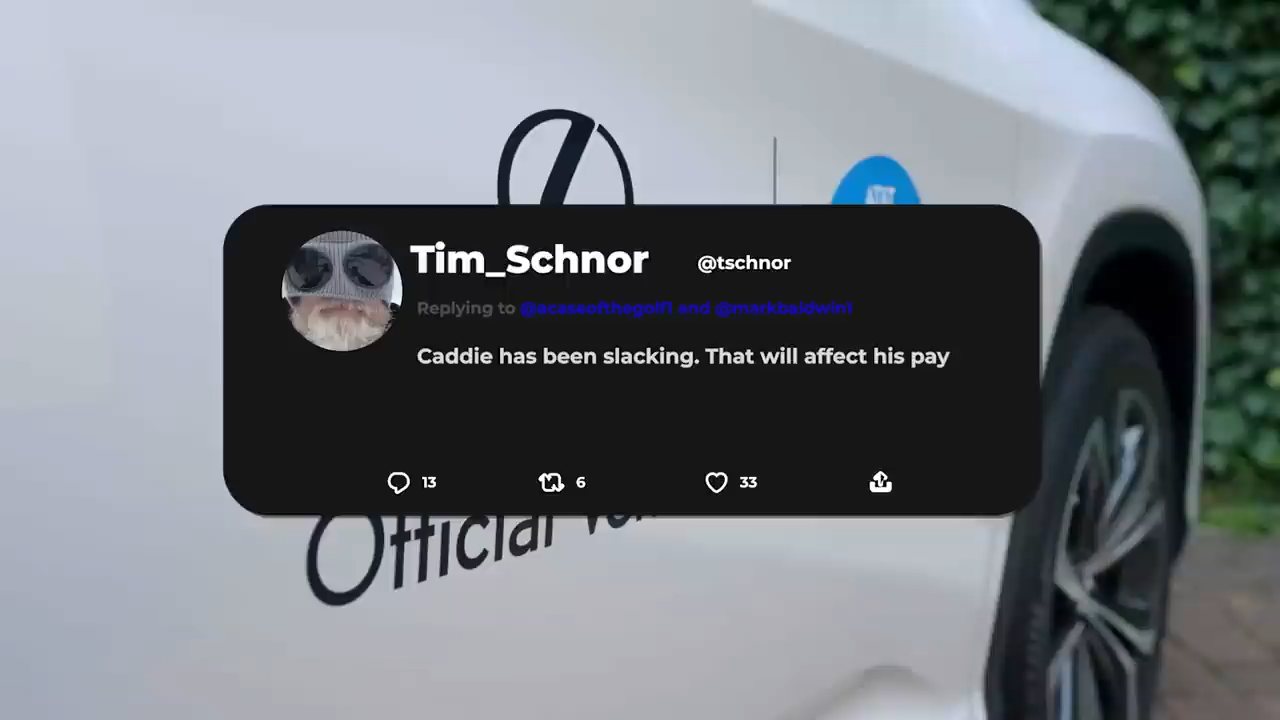 Tim_Schnor @tschnor
Replying to @acaseofthegolf1 and @markbaldwin1
Caddie has been slacking. That will affect his pay
13 6 33
Official